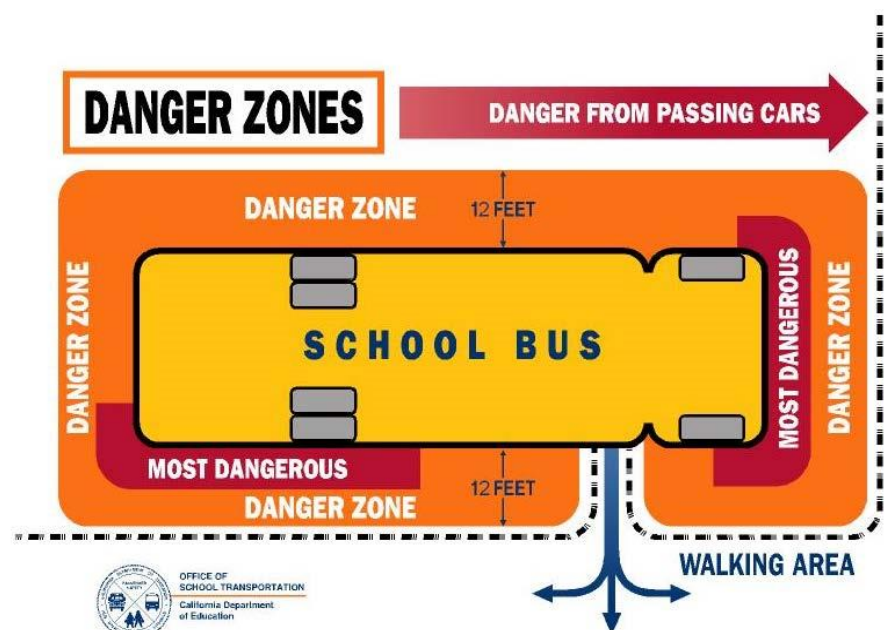 DANGER ZONES
DANGER FROM PASSING CARS
DANGER ZONE
12 FEET
DANGER ZONE
SCHOOL BUS
MOST DANGEROUS
DANGER ZONE
MOST DANGEROUS
12 FEET
DANGER ZONE
WALKING AREA
OFFICE OF
SCHOOL TRANSPORTATION
California Department
of Education